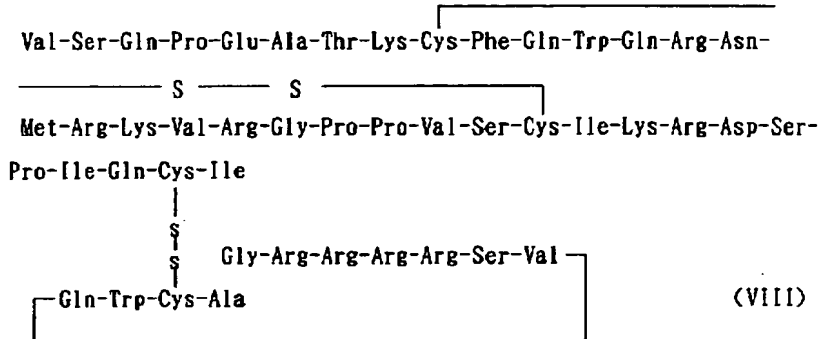 Val-Ser-Gln-Pro-Glu-Ala-Thr-Lys-Cys-Phe-Gln-Trp-Gln-Arg-Asn-
S S
Met-Arg-Lys-Val-Arg-Gly-Pro-Pro-Val-Ser-Cys-Ile-Lys-Arg-Asp-Ser-
Pro-Ile-Gln-Cys-Ile
S
S Gly-Arg-Arg-Arg-Arg-Ser-Val
Gln-Trp-Cys-Ala (VIII)